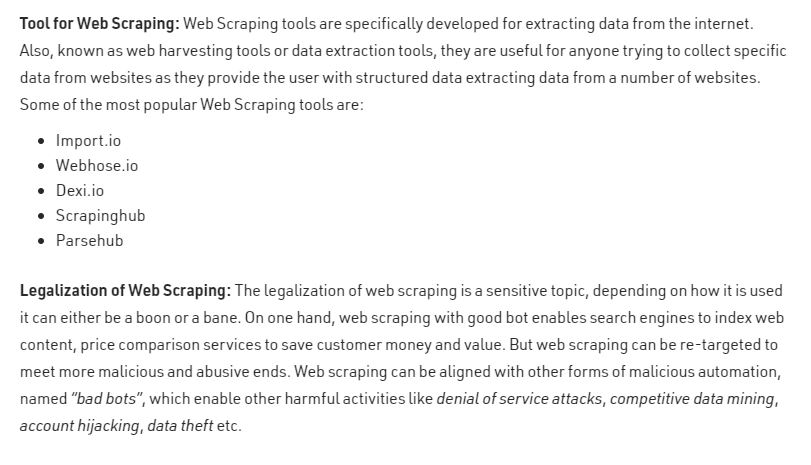 Tool for Web Scraping: Web Scraping tools are specifically developed for extracting data from the internet.
Also, known as web harvesting tools or data extraction tools, they are useful for anyone trying to collect specific
data from websites as they provide the user with structured data extracting data from a number of websites.
Some of the most popular Web Scraping tools are:
• Import.io
• Webhose.io
• Dexi.io
• Scrapinghub
• Parsehub
Legalization of Web Scraping: The legalization of web scraping is a sensitive topic, depending on how it is used
it can either be a boon or a bane. On one hand, web scraping with good bot enables search engines to index web
content, price comparison services to save customer money and value. But web scraping can be re-targeted to
meet more malicious and abusive ends. Web scraping can be aligned with other forms of malicious automation,
named “bad bots”, which enable other harmful activities like denial of service attacks, competitive data mining,
account hijacking, data theft etc.